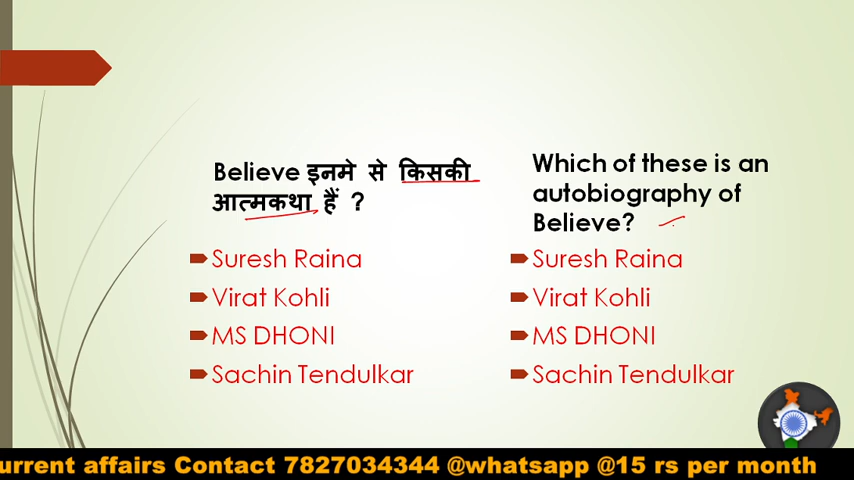 Believe इनमे से किसकी
आत्मकथा हैं ?
Suresh Raina
Virat Kohli
MS DHONI
Sachin Tendulkar
Which of these is an
autobiography of
Believe?
Suresh Raina
Virat Kohli
MS DHONI
Sachin Tendulkar
urrent affairs Contact 7827034344 @whatsapp @15 rs per month